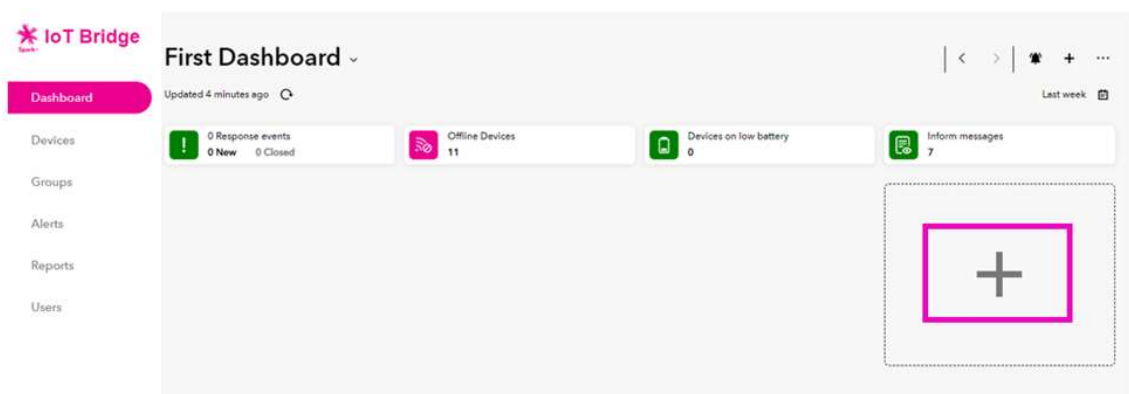 IoT Bridge
Spark
First Dashboard
Dashboard
Updated 4 minutes ago
Last week
Devices
0 Response events
0 New 0 Closed
Offline Devices
11
Devices on low battery
0
Inform messages
7
Groups
Alerts
Reports
Users